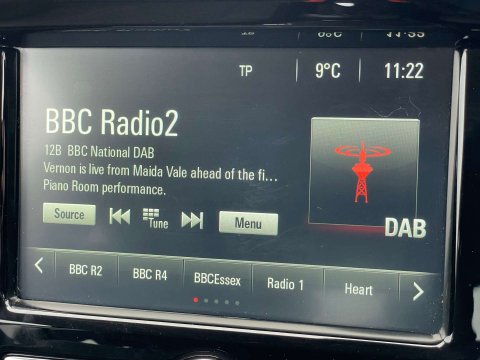 TP 9°C 11:22
BBC Radio2
12B BBC National DAB
Vernon is live from Maida Vale ahead of the fi...
Piano Room performance.
Source Tune Menu
DAB
BBC R2 BBC R4 BBCEssex Radio 1 Heart